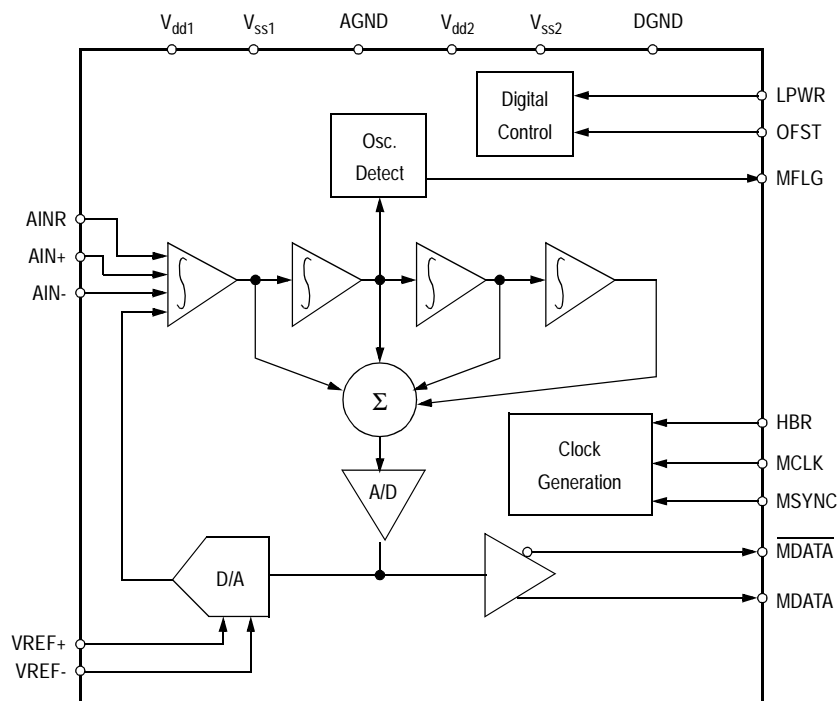 Vdd1 Vss1 AGND Vdd2 Vss2 DGND
Digital
Control
LPWR
OFST
Osc.
Detect
MFLG
AINR
AIN+
AIN-
∫ ∫ ∫ ∫
Σ
HBR
Clock
Generation
MCLK
MSYNC
A/D
MDATA
D/A
MDATA
VREF+
VREF-